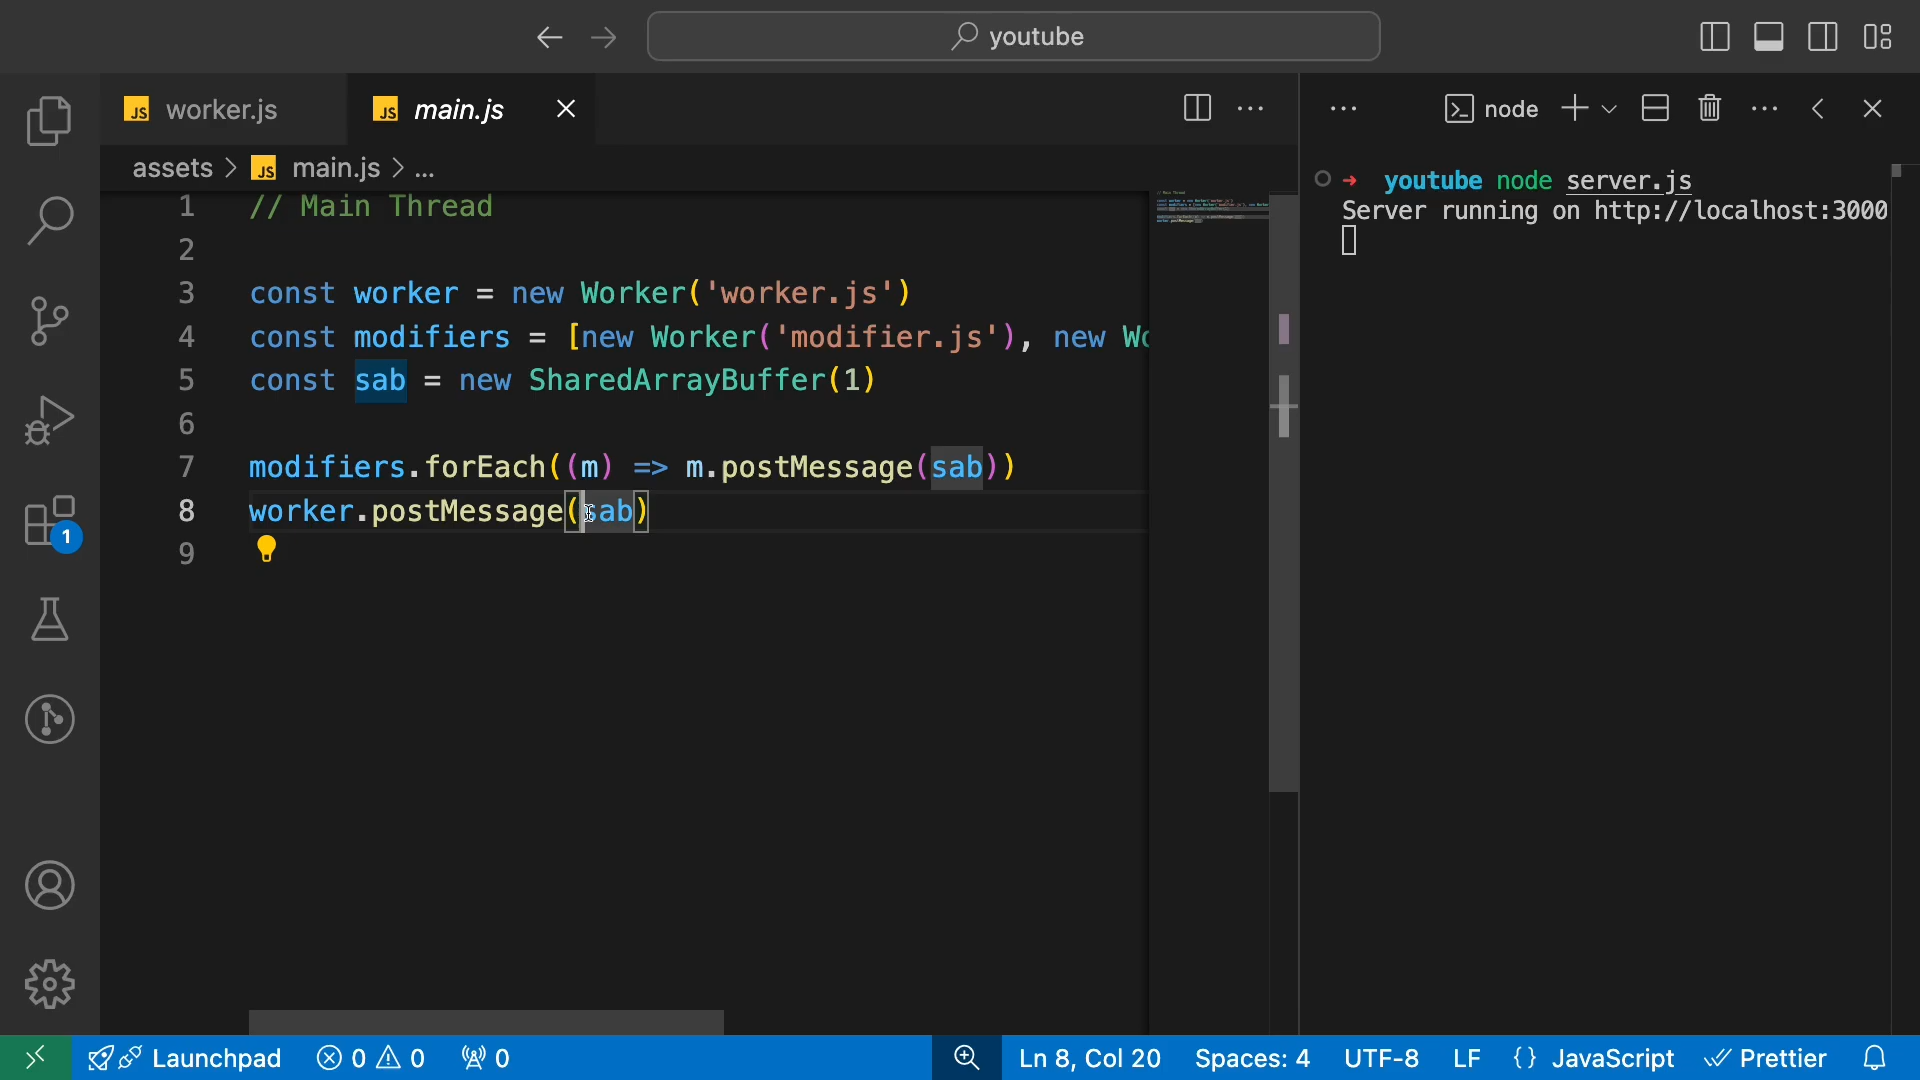 youtube
JS worker.js
JS main.js
node
assets > JS main.js > ...
1 // Main Thread
2
3 const worker = new Worker('worker.js')
4 const modifiers = [new Worker('modifier.js'), new Wo
5 const sab = new SharedArrayBuffer(1)
6
7 modifiers.forEach((m) => m.postMessage(sab))
8 worker.postMessage(sab)
9
→ youtube node server.js
Server running on http://localhost:3000
1
Launchpad 0 0 0 Ln 8, Col 20 Spaces: 4 UTF-8 LF {} JavaScript Prettier